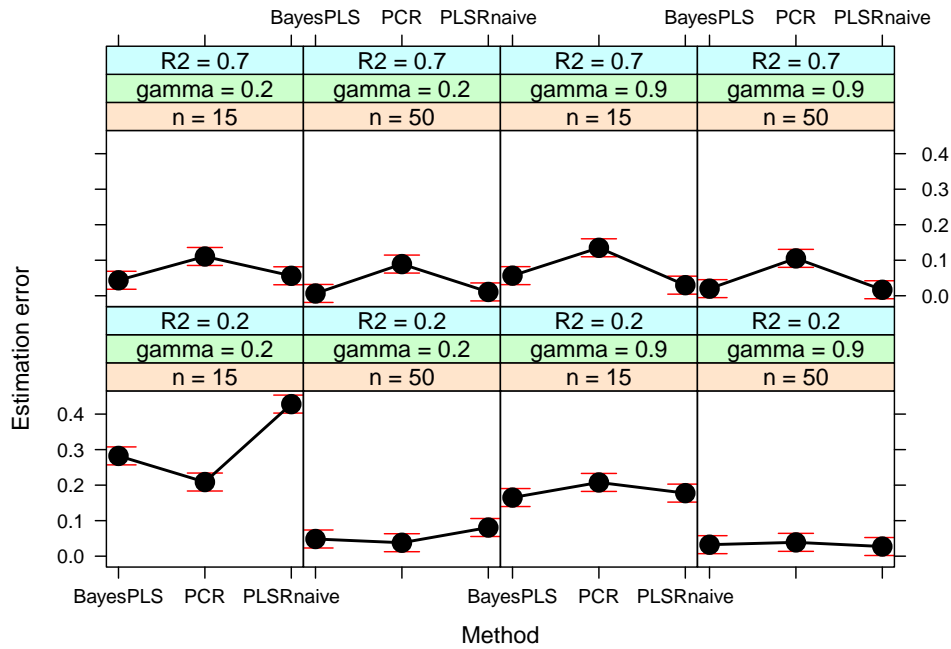 BayesPLS PCR PLSRnaive BayesPLS PCR PLSRnaive
R2 = 0.7 R2 = 0.7 R2 = 0.7 R2 = 0.7
gamma = 0.2 gamma = 0.2 gamma = 0.9 gamma = 0.9
n = 15 n = 50 n = 15 n = 50
0.4
0.3
0.2
0.1
0.0
R2 = 0.2 R2 = 0.2 R2 = 0.2 R2 = 0.2
gamma = 0.2 gamma = 0.2 gamma = 0.9 gamma = 0.9
n = 15 n = 50 n = 15 n = 50
Estimation error
0.4
0.3
0.2
0.1
0.0
BayesPLS PCR PLSRnaive BayesPLS PCR PLSRnaive
Method